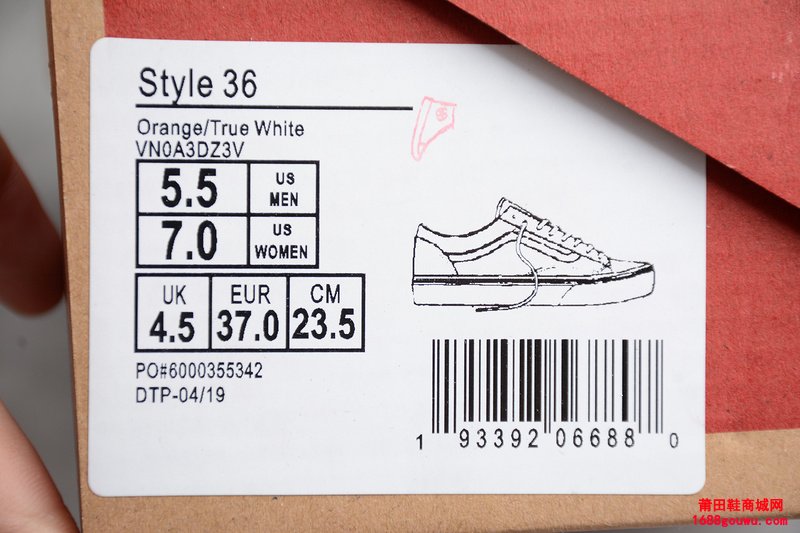 Style 36
Orange/True White
VN0A3DZ3V
5.5 US MEN
7.0 US WOMEN
UK EUR CM
4.5 37.0 23.5
PO#6000355342
DTP-04/19
1 93392 06688 0
莆田鞋商城网
1688gouwu.com